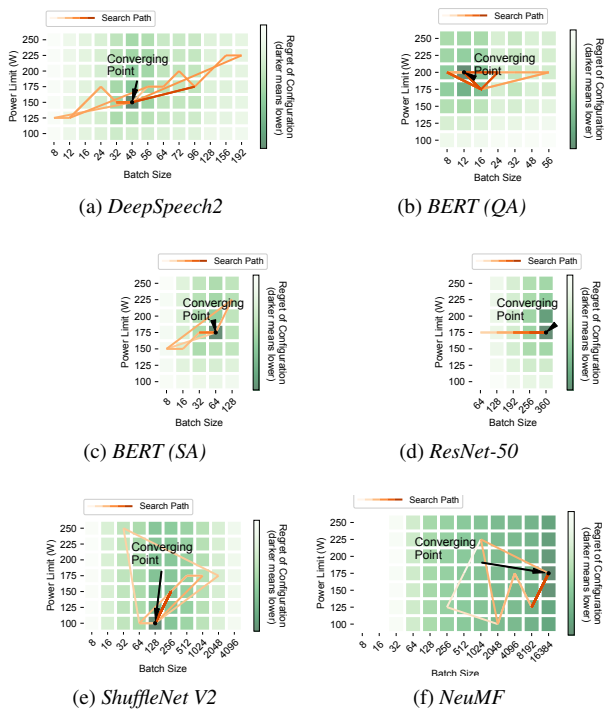 Search Path
Power Limit (W)
250
225
200
175
150
125
100
Converging
Point
8 12 16 24 32 48 56 64 72 96 128 156 192
Batch Size
Regret of Configuration
(darker means lower)
(a) DeepSpeech2
Search Path
Power Limit (W)
250
225
200
175
150
125
100
Converging
Point
8 12 16 24 32 48 56
Batch Size
Regret of Configuration
(darker means lower)
(b) BERT (QA)
Search Path
Power Limit (W)
250
225
200
175
150
125
100
Converging
Point
8 16 32 64 128
Batch Size
Regret of Configuration
(darker means lower)
(c) BERT (SA)
Search Path
Power Limit (W)
250
225
200
175
150
125
100
Converging
Point
64 128 192 256 360
Batch Size
Regret of Configuration
(darker means lower)
(d) ResNet-50
Search Path
Power Limit (W)
250
225
200
175
150
125
100
Converging
Point
8 16 32 64 128 256 512 1024 2048 4096
Batch Size
Regret of Configuration
(darker means lower)
(e) ShuffleNet V2
Search Path
Power Limit (W)
250
225
200
175
150
125
100
Converging
Point
8 16 32 64 128 256 512 1024 2048 4096 8192 16384
Batch Size
Regret of Configuration
(darker means lower)
(f) NeuMF